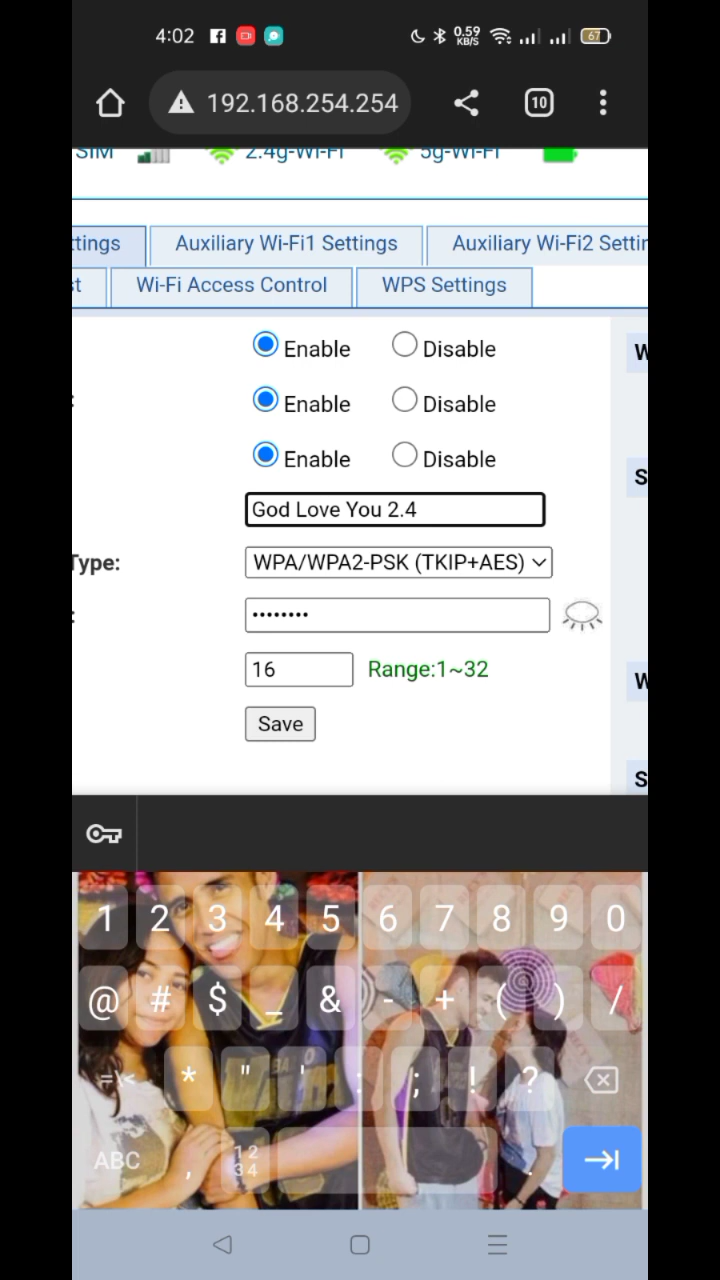 4:02 0.59 KB/S 67
192.168.254.254 10
SIM 2.4g-Wi-Fi 5g-Wi-Fi
ttings Auxiliary Wi-Fi1 Settings Auxiliary Wi-Fi2 Settin
st Wi-Fi Access Control WPS Settings
Enable Disable W
: Enable Disable
Enable Disable S
God Love You 2.4
Type: WPA/WPA2-PSK (TKIP+AES)
: ••••••••
16 Range:1~32 W
Save
S
1 2 3 4 5 6 7 8 9 0
@ # $ _ & - + ( ) /
=\< * " ' : ; ! ?
ABC , 12 34 .